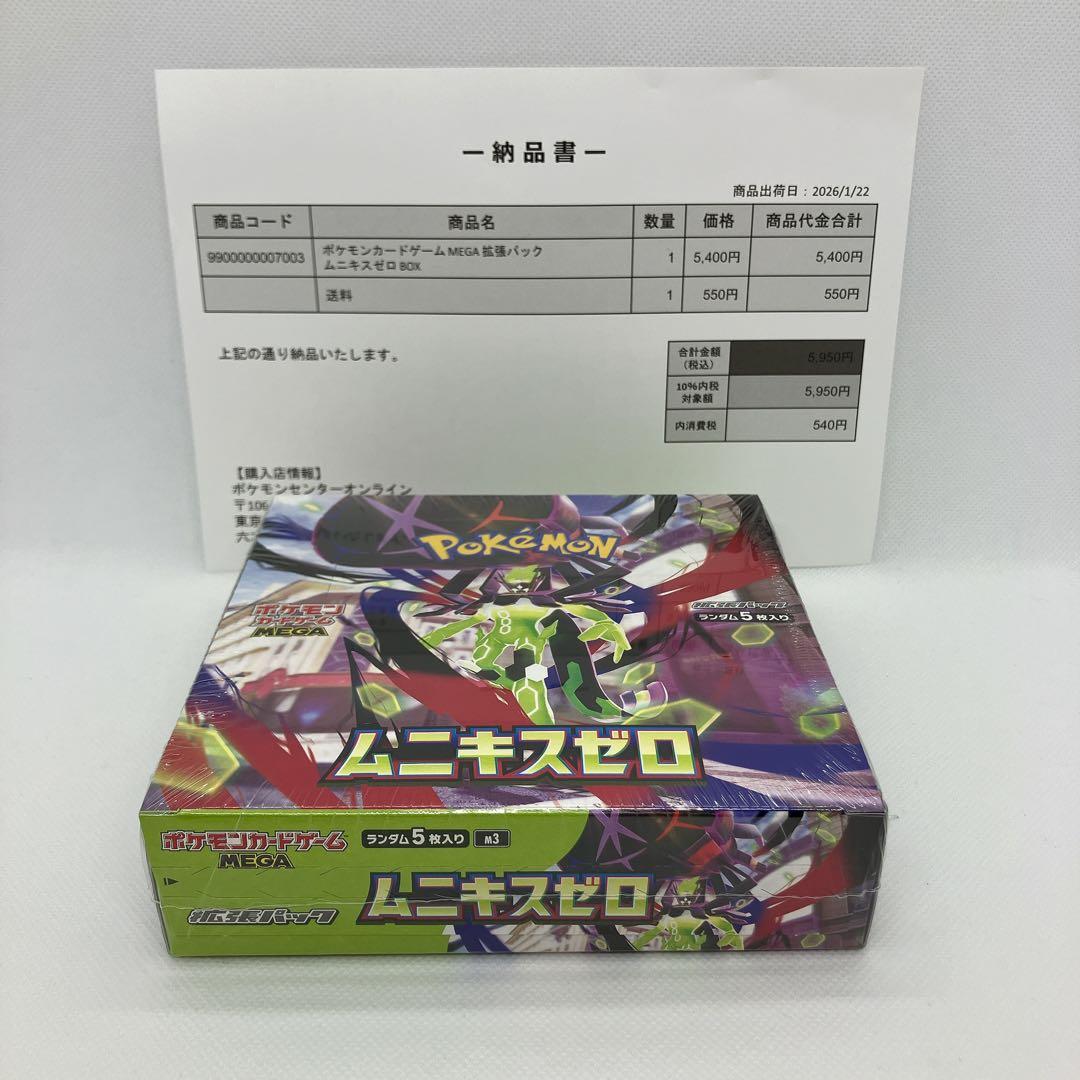 ー納品書ー
商品出荷日：2026/1/22
商品コード 商品名 数量 価格 商品代金合計
9900000007003 ポケモンカードゲーム MEGA 拡張パック 1 5,400円 5,400円
ムニキスゼロ BOX
送料 1 550円 550円
上記の通り納品いたします。
合計金額
（税込） 5,950円
10%内税
対象額 5,950円
内消費税 540円
【購入店情報】
ポケモンセンターオンライン
〒106
東京
六
POKéMON
ポケモン
カードゲーム
MEGA
拡張パック
ランダム5枚入り
ムニキスゼロ
ポケモンカードゲーム
MEGA
ランダム5枚入り M3
拡張パック
ムニキスゼロ